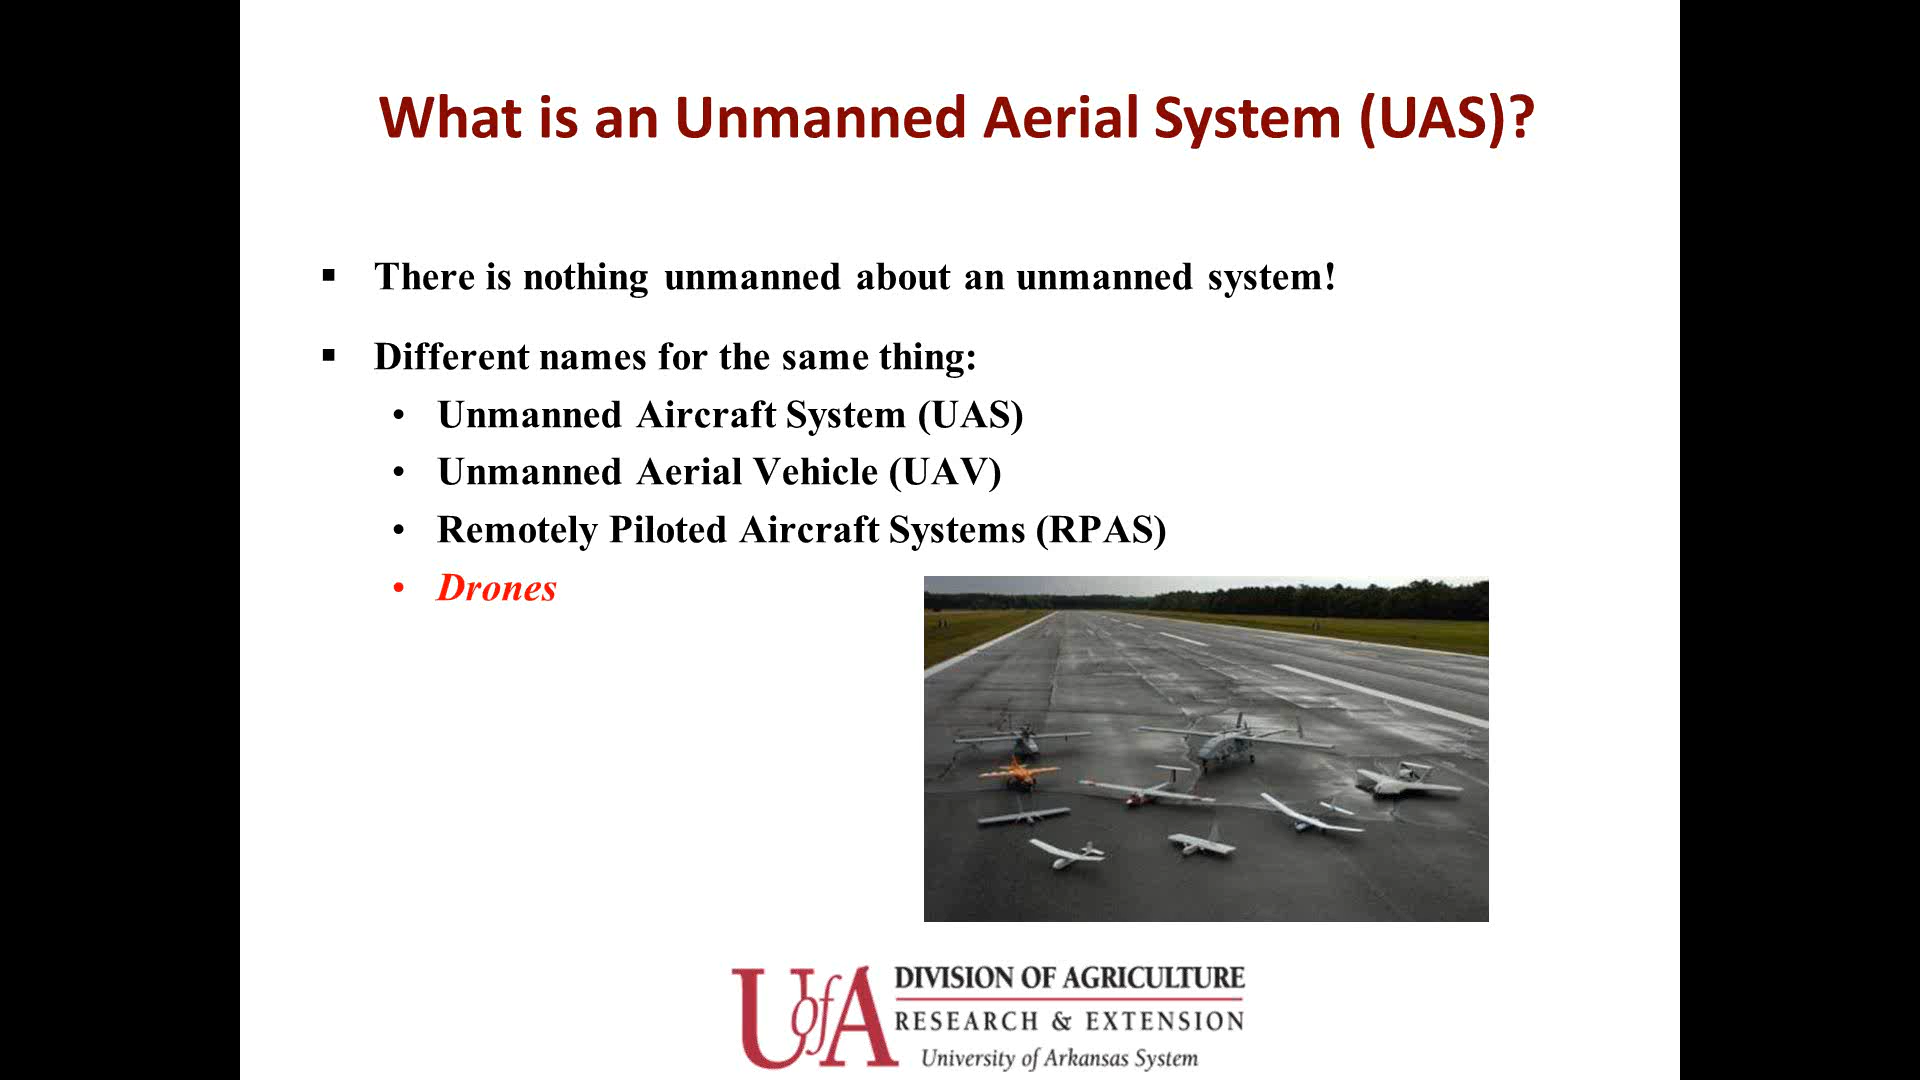 What is an Unmanned Aerial System (UAS)?
▪ There is nothing unmanned about an unmanned system!
▪ Different names for the same thing:
• Unmanned Aircraft System (UAS)
• Unmanned Aerial Vehicle (UAV)
• Remotely Piloted Aircraft Systems (RPAS)
• Drones
UofA
DIVISION OF AGRICULTURE
RESEARCH & EXTENSION
University of Arkansas System